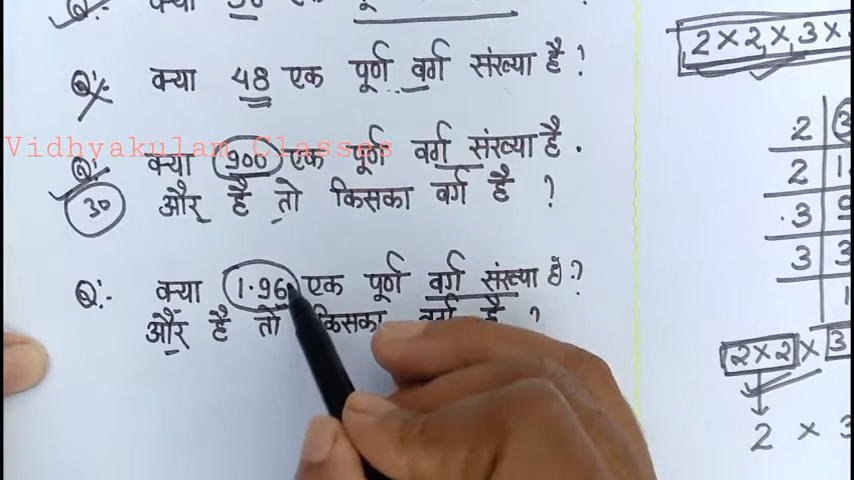 Q:- क्या
Q:- क्या 48 एक पूर्ण वर्ग संख्या है ?
Vidhyakulam Classes
Q:- क्या 900 एक पूर्ण वर्ग संख्या है .
30 और है तो किसका वर्ग है ?
Q:- क्या 1.96 एक पूर्ण वर्ग संख्या है ?
और है तो किसका वर्ग है ?
2×2×3×
2
2
3
3
2×2 × 3
2 × 3